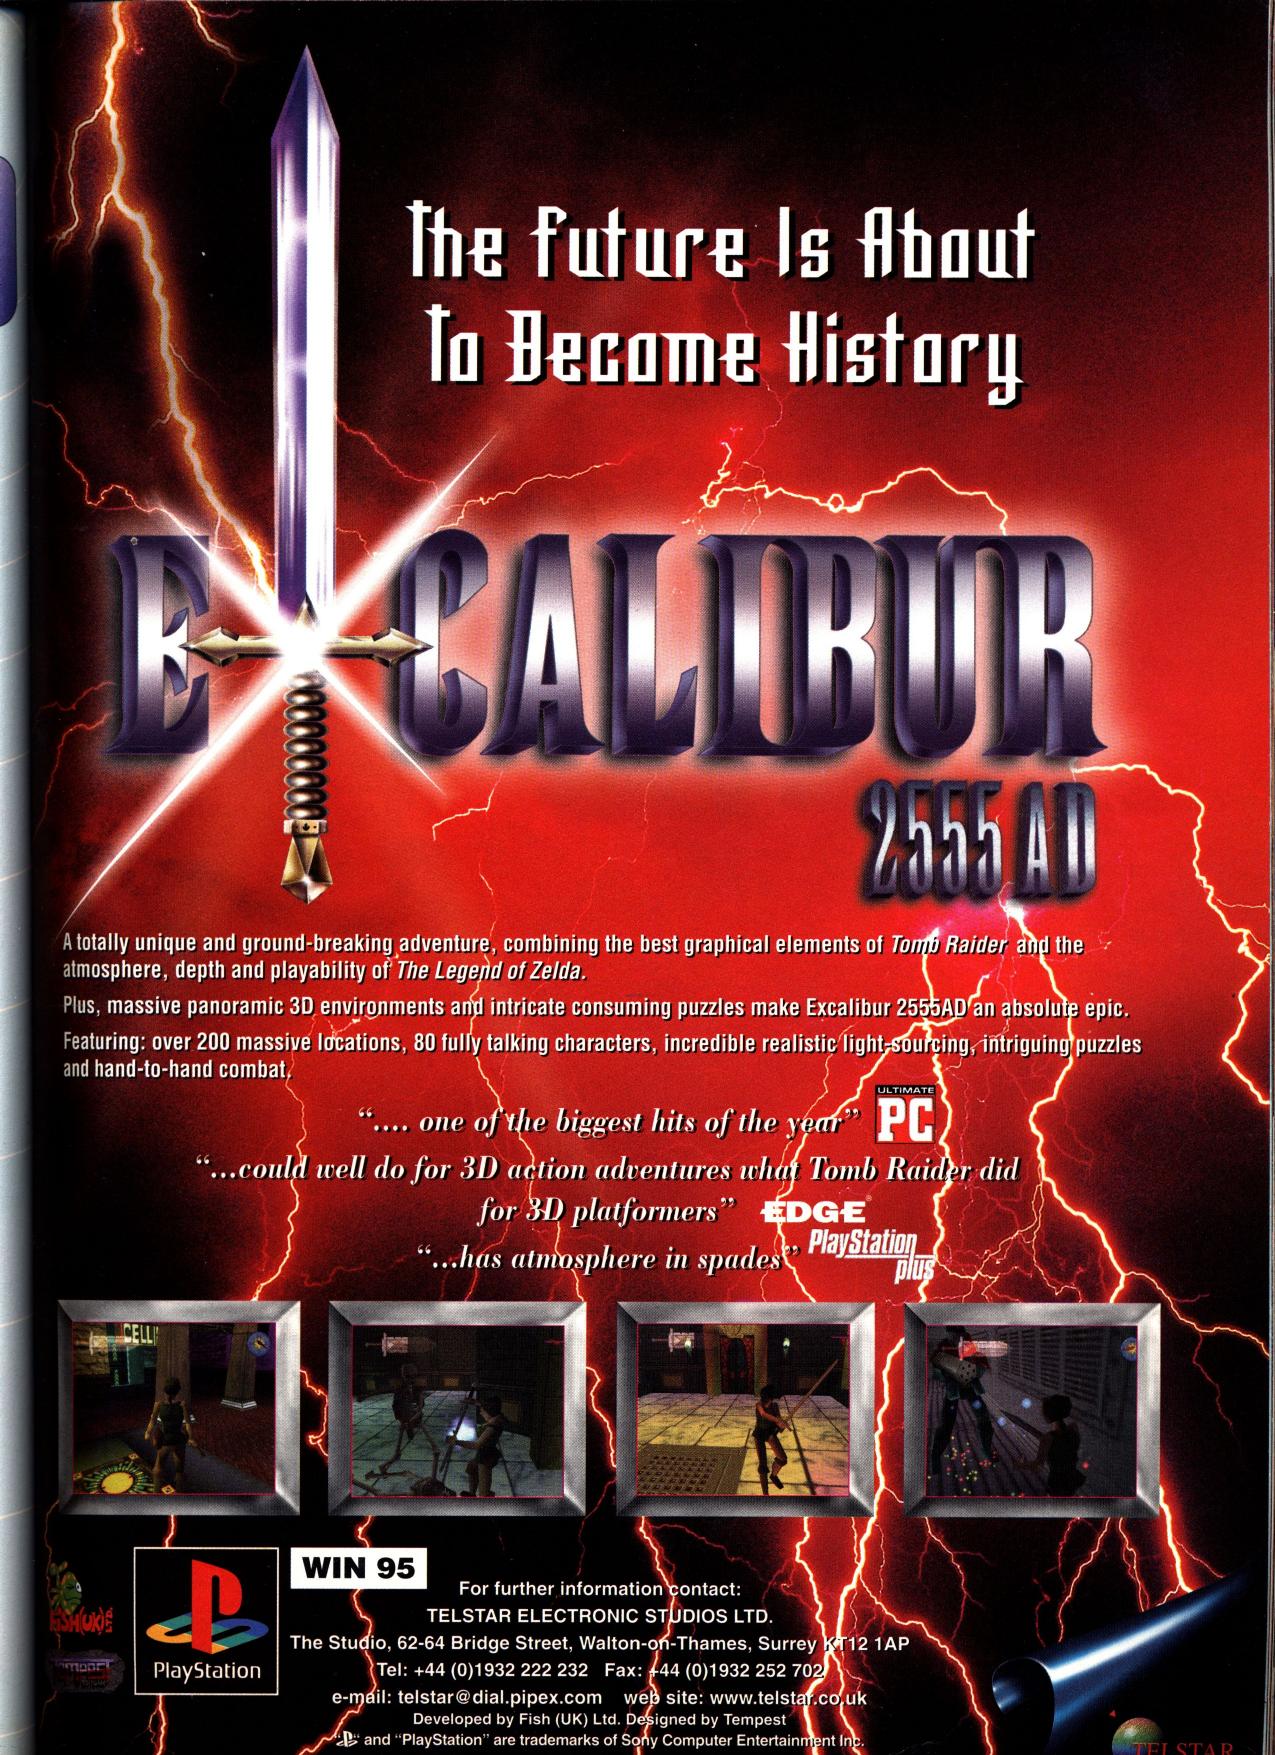 The Future Is About
To Become History
EXCALIBUR
2555 AD
A totally unique and ground-breaking adventure, combining the best graphical elements of Tomb Raider and the
atmosphere, depth and playability of The Legend of Zelda.
Plus, massive panoramic 3D environments and intricate consuming puzzles make Excalibur 2555AD an absolute epic.
Featuring: over 200 massive locations, 80 fully talking characters, incredible realistic light-sourcing, intriguing puzzles
and hand-to-hand combat.
“.... one of the biggest hits of the year” ULTIMATE PC
“...could well do for 3D action adventures what Tomb Raider did
for 3D platformers” EDGE
“...has atmosphere in spades” PlayStation plus
CELLI
FISH(UK) LTD.
PlayStation
WIN 95
For further information contact:
TELSTAR ELECTRONIC STUDIOS LTD.
The Studio, 62-64 Bridge Street, Walton-on-Thames, Surrey KT12 1AP
Tel: +44 (0)1932 222 232 Fax: +44 (0)1932 252 702
e-mail: telstar@dial.pipex.com web site: www.telstar.co.uk
Developed by Fish (UK) Ltd. Designed by Tempest
“PS” and “PlayStation” are trademarks of Sony Computer Entertainment Inc.
TELSTAR